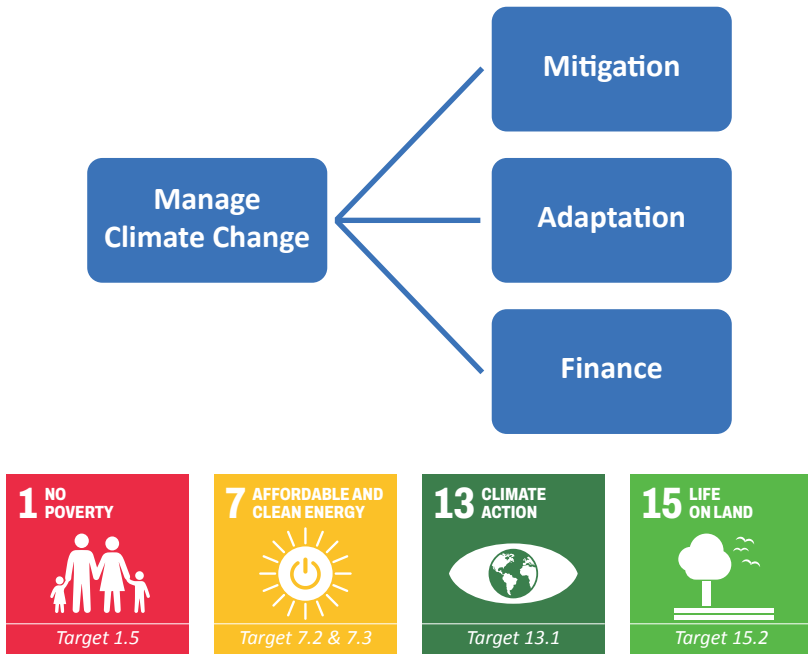 Mitigation
Manage
Climate Change
Adaptation
Finance
1 NO
POVERTY
Target 1.5
7 AFFORDABLE AND
CLEAN ENERGY
Target 7.2 & 7.3
13 CLIMATE
ACTION
Target 13.1
15 LIFE
ON LAND
Target 15.2